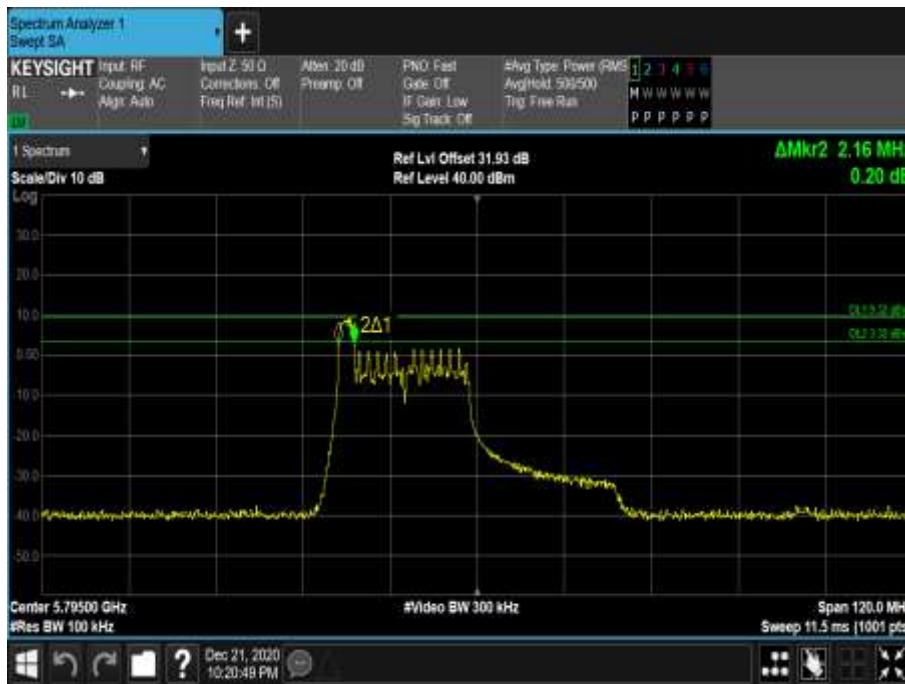 Spectrum Analyzer 1
Swept SA
+
KEYSIGHT
RL
Input: RF
Coupling: AC
Align: Auto
Input Z: 50 Ω
Corrections: Off
Freq Ref: Int (S)
Atten: 20 dB
Preamp: Off
PNO: Fast
Gate: Off
IF Gain: Low
Sig Track: Off
#Avg Type: Power (RMS
Avg|Hold: 500/500
Trig: Free Run
1 2 3 4 5 6
M W W W W W
P P P P P P
1 Spectrum
Scale/Div 10 dB
Log
Ref Lvl Offset 31.93 dB
Ref Level 40.00 dBm
ΔMkr2 2.16 MH
0.20 dB
30.0
20.0
10.0
0.00
-10.0
-20.0
-30.0
-40.0
-50.0
2Δ1
Center 5.79500 GHz
#Res BW 100 kHz
#Video BW 300 kHz
Span 120.0 MH
Sweep 11.5 ms (1001 pts
?
Dec 21, 2020
10:20:49 PM